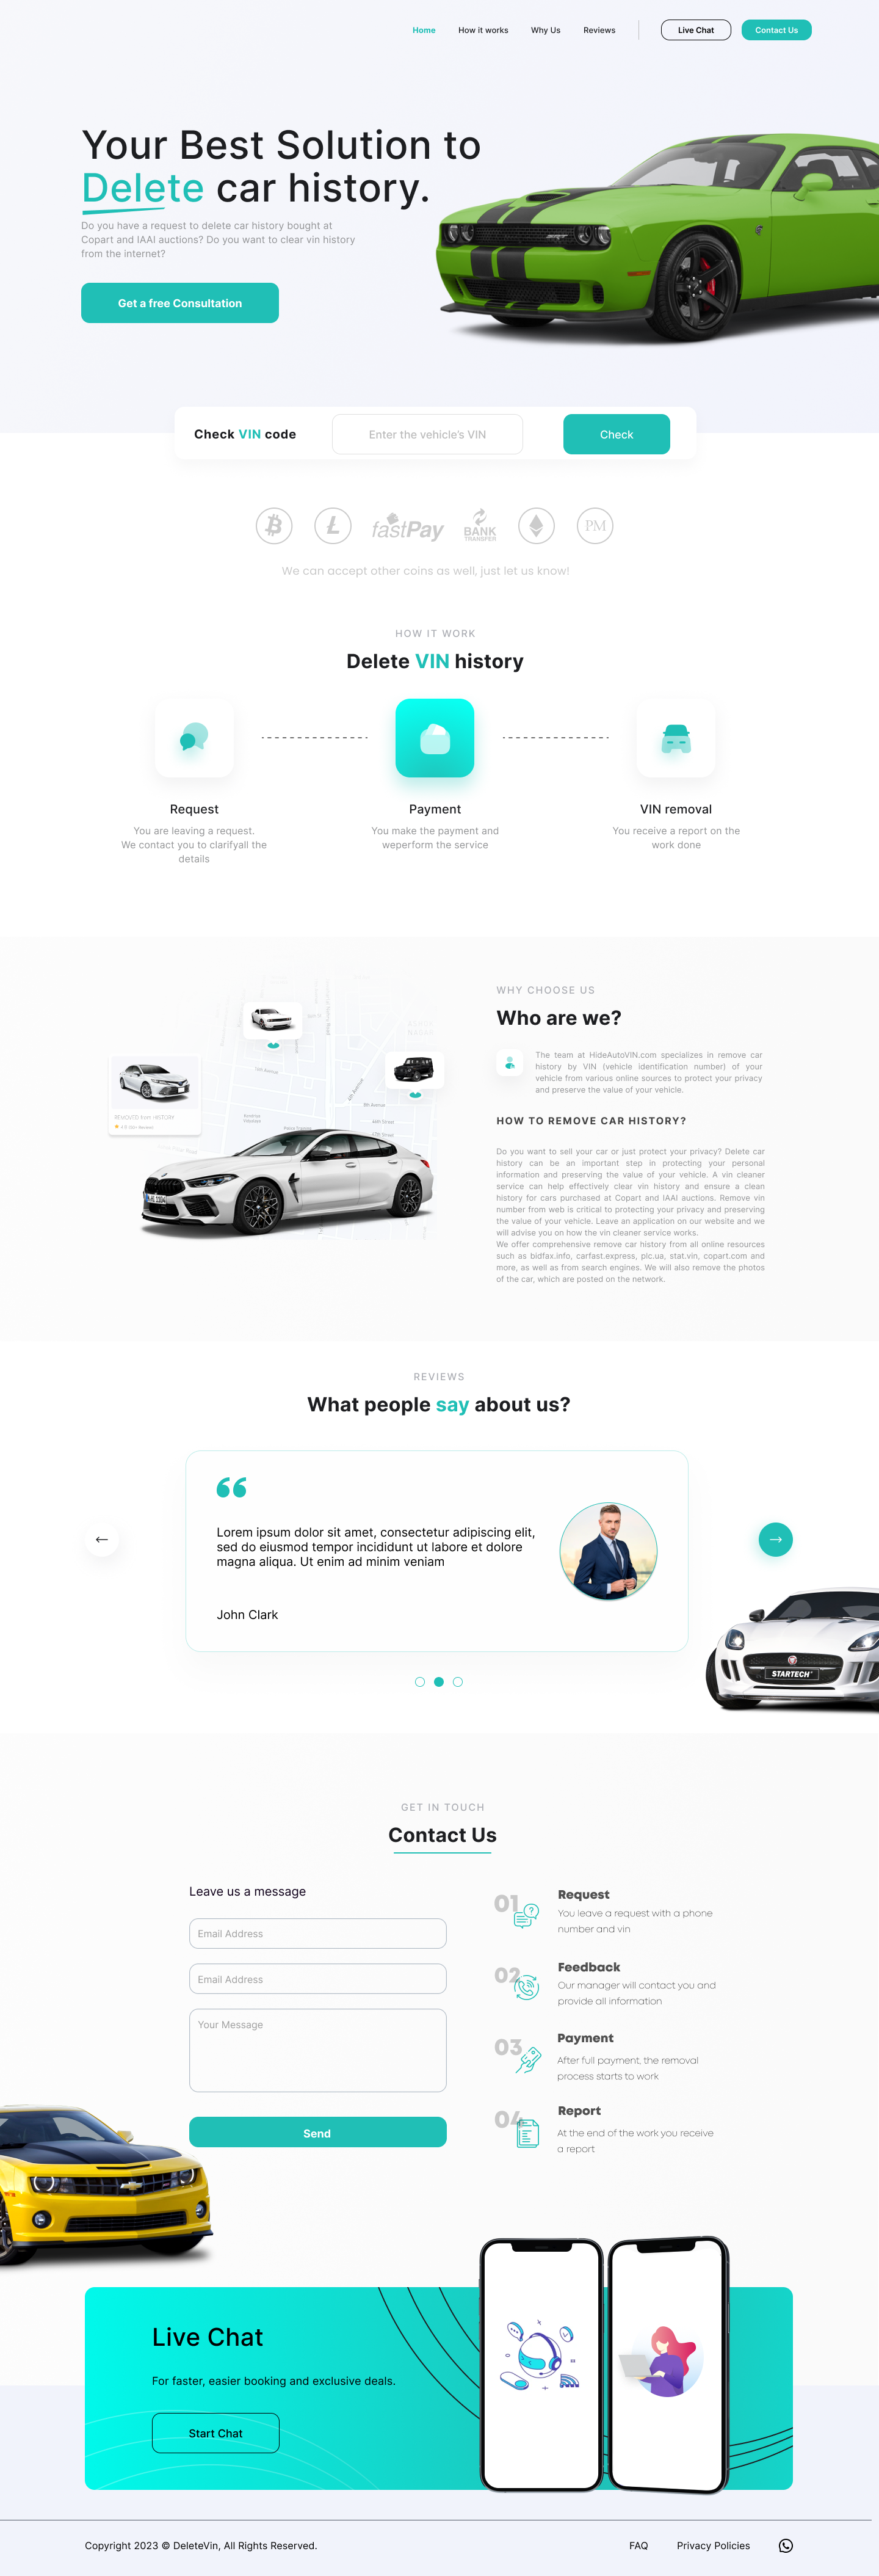 Home
How it works
Why Us
Reviews
Live Chat
Contact Us
Your Best Solution to
Delete car history.
Do you have a request to delete car history bought at
Copart and IAAI auctions? Do you want to clear vin history
from the internet?
Get a free Consultation
Check VIN code
Enter the vehicle's VIN
Check
fastPay
BANK
TRANSFER
PM
We can accept other coins as well, just let us know!
HOW IT WORK
Delete VIN history
Request
You are leaving a request.
We contact you to clarifyall the
details
Payment
You make the payment and
weperform the service
VIN removal
You receive a report on the
work done
WHY CHOOSE US
Who are we?
The team at HideAutoVIN.com specializes in remove car
history by VIN (vehicle identification number) of your
vehicle from various online sources to protect your privacy
and preserve the value of your vehicle.
HOW TO REMOVE CAR HISTORY?
Do you want to sell your car or just protect your privacy? Delete car
history can be an important step in protecting your personal
information and preserving the value of your vehicle. A vin cleaner
service can help effectively clear vin history and ensure a clean
history for cars purchased at Copart and IAAI auctions. Remove vin
number from web is critical to protecting your privacy and preserving
the value of your vehicle. Leave an application on our website and we
will advise you on how the vin cleaner service works.
We offer comprehensive remove car history from all online resources
such as bidfax.info, carfast.express, plc.ua, stat.vin, copart.com and
more, as well as from search engines. We will also remove the photos
of the car, which are posted on the network.
REVIEWS
What people say about us?
Lorem ipsum dolor sit amet, consectetur adipiscing elit,
sed do eiusmod tempor incididunt ut labore et dolore
magna aliqua. Ut enim ad minim veniam
John Clark
STARTECH
GET IN TOUCH
Contact Us
Leave us a message
Email Address
Email Address
Your Message
Send
01
Request
You leave a request with a phone
number and vin
02
Feedback
Our manager will contact you and
provide all information
03
Payment
After full payment, the removal
process starts to work
04
Report
At the end of the work you receive
a report
Live Chat
For faster, easier booking and exclusive deals.
Start Chat
Copyright 2023 © DeleteVin, All Rights Reserved.
FAQ
Privacy Policies